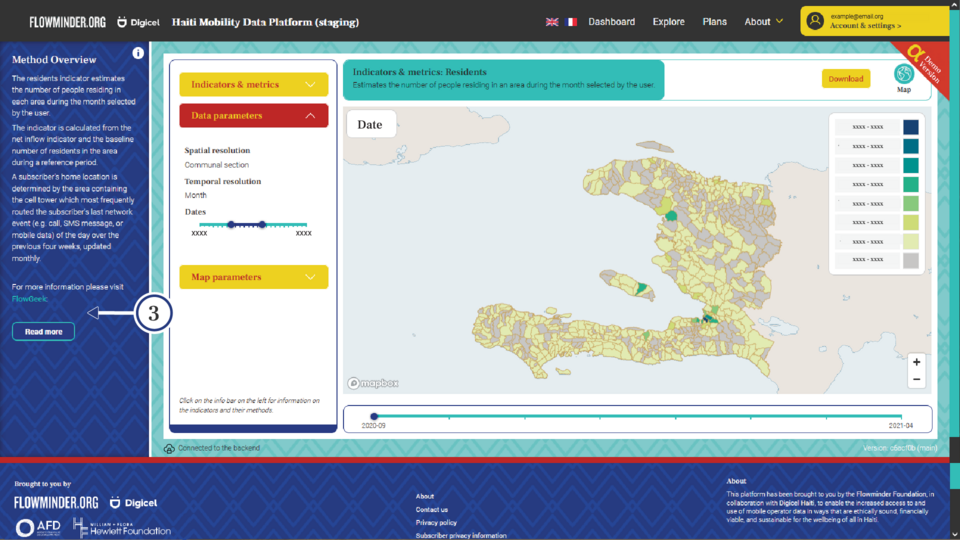 FLOWMINDER.ORG Digicel Haiti Mobility Data Platform (staging)
Dashboard Explore Plans About
example@email.org
Account & settings >
α Demo
Version
Method Overview
i
The residents indicator estimates
the number of people residing in
each area during the month selected
by the user.
The indicator is calculated from the
net inflow indicator and the baseline
number of residents in the area
during a reference period.
A subscriber's home location is
determined by the area containing
the cell tower which most frequently
routed the subscriber's last network
event (e.g. call, SMS message, or
mobile data) of the day over the
previous four weeks, updated
monthly.
For more information please visit
FlowGeek.
Read more
3
Indicators & metrics
Data parameters
Spatial resolution
Communal section
Temporal resolution
Month
Dates
XXXX XXXX
Map parameters
Click on the info bar on the left for information
on the indicators and their methods.
Indicators & metrics: Residents
Estimates the number of people residing in an area during the month selected by the user.
Download
Map
Date
xxxx - xxxx
xxxx - xxxx
xxxx - xxxx
xxxx - xxxx
xxxx - xxxx
xxxx - xxxx
xxxx - xxxx
xxxx - xxxx
+
−
mapbox
2020-09 2021-04
Connected to the backend
(main)
Brought to you by
FLOWMINDER.ORG Digicel
AFD
WILLIAM + FLORA
Hewlett Foundation
About
Contact us
Privacy policy
Subscriber privacy information
About
This platform has been brought to you by the Flowminder Foundation, in
collaboration with Digicel Haiti, to enable the increased access to and
use of mobile operator data in ways that are ethically sound, financially
viable, and sustainable for the wellbeing of all in Haiti.